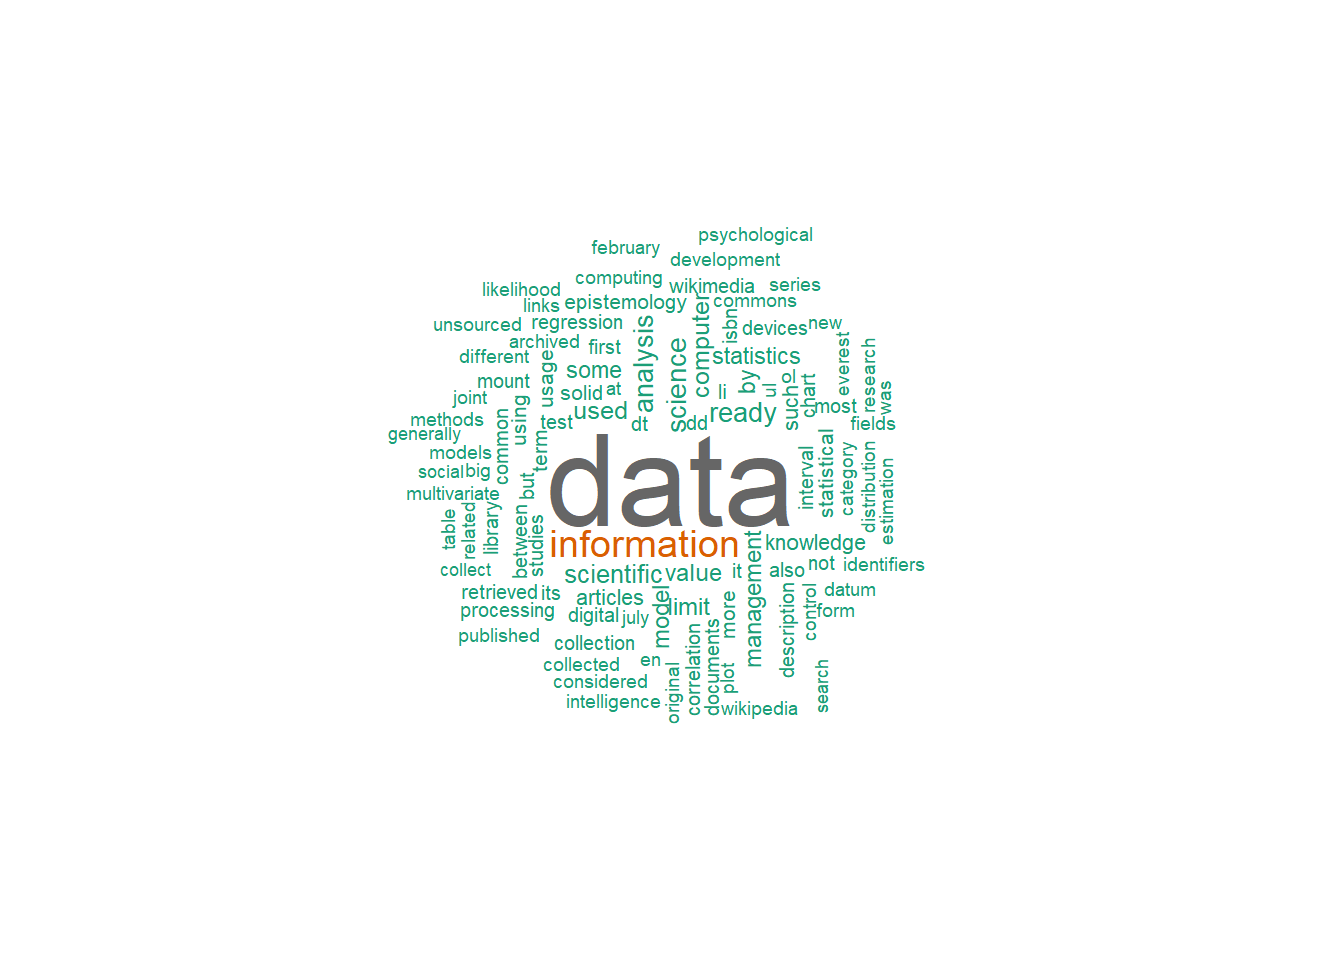 psychological
february
development
computing
wikimedia
series
likelihood
links
epistemology
commons
unsourced
regression
analysis
science
computer
isbn
devices
new
archived
first
statistics
everest
research
different
usage
some
by
ul
ol
mount
solid
at
li
such
chart
was
joint
used
ready
most
methods
using
test
dt
dd
fields
generally
common
term
data
models
interval
statistical
category
distribution
estimation
social
big
but
multivariate
table
related
library
between
studies
information
knowledge
collect
scientific
value
it
management
also
not
identifiers
retrieved
its
articles
model
limit
more
description
control
datum
processing
digital
july
form
published
collection
correlation
documents
plot
collected
en
original
search
considered
intelligence
wikipedia